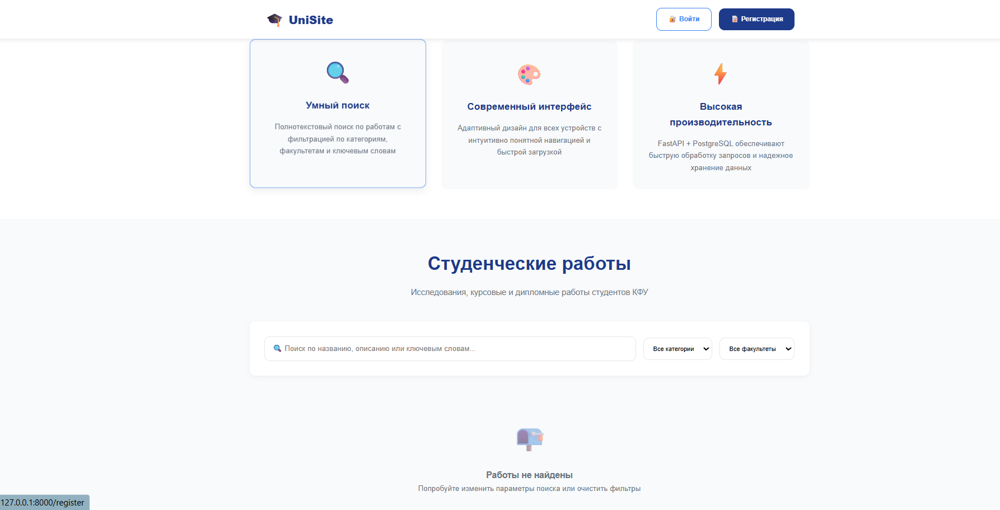 UniSite
Войти
Регистрация
Умный поиск
Полнотекстовый поиск по работам с
фильтрацией по категориям,
факультетам и ключевым словам
Современный интерфейс
Адаптивный дизайн для всех устройств с
интуитивно понятной навигацией и
быстрой загрузкой
Высокая
производительность
FastAPI + PostgreSQL обеспечивают
быструю обработку запросов и надежное
хранение данных
Студенческие работы
Исследования, курсовые и дипломные работы студентов КФУ
Поиск по названию, описанию или ключевым словам...
Все категории
Все факультеты
Работы не найдены
Попробуйте изменить параметры поиска или очистить фильтры
127.0.0.1:8000/register